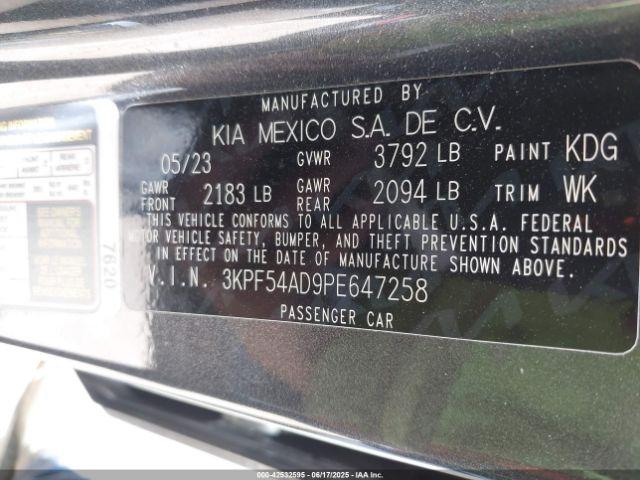 MANUFACTURED BY
KIA MEXICO S.A. DE C.V.
05/23 GVWR 3792 LB PAINT KDG
GAWR FRONT 2183 LB GAWR REAR 2094 LB TRIM WK
THIS VEHICLE CONFORMS TO ALL APPLICABLE U.S.A. FEDERAL
MOTOR VEHICLE SAFETY, BUMPER, AND THEFT PREVENTION STANDARDS
IN EFFECT ON THE DATE OF MANUFACTURE SHOWN ABOVE.
V.I.N. 3KPF54AD9PE647258
PASSENGER CAR
7620
000-42532595 - 06/17/2025 - IAA Inc.